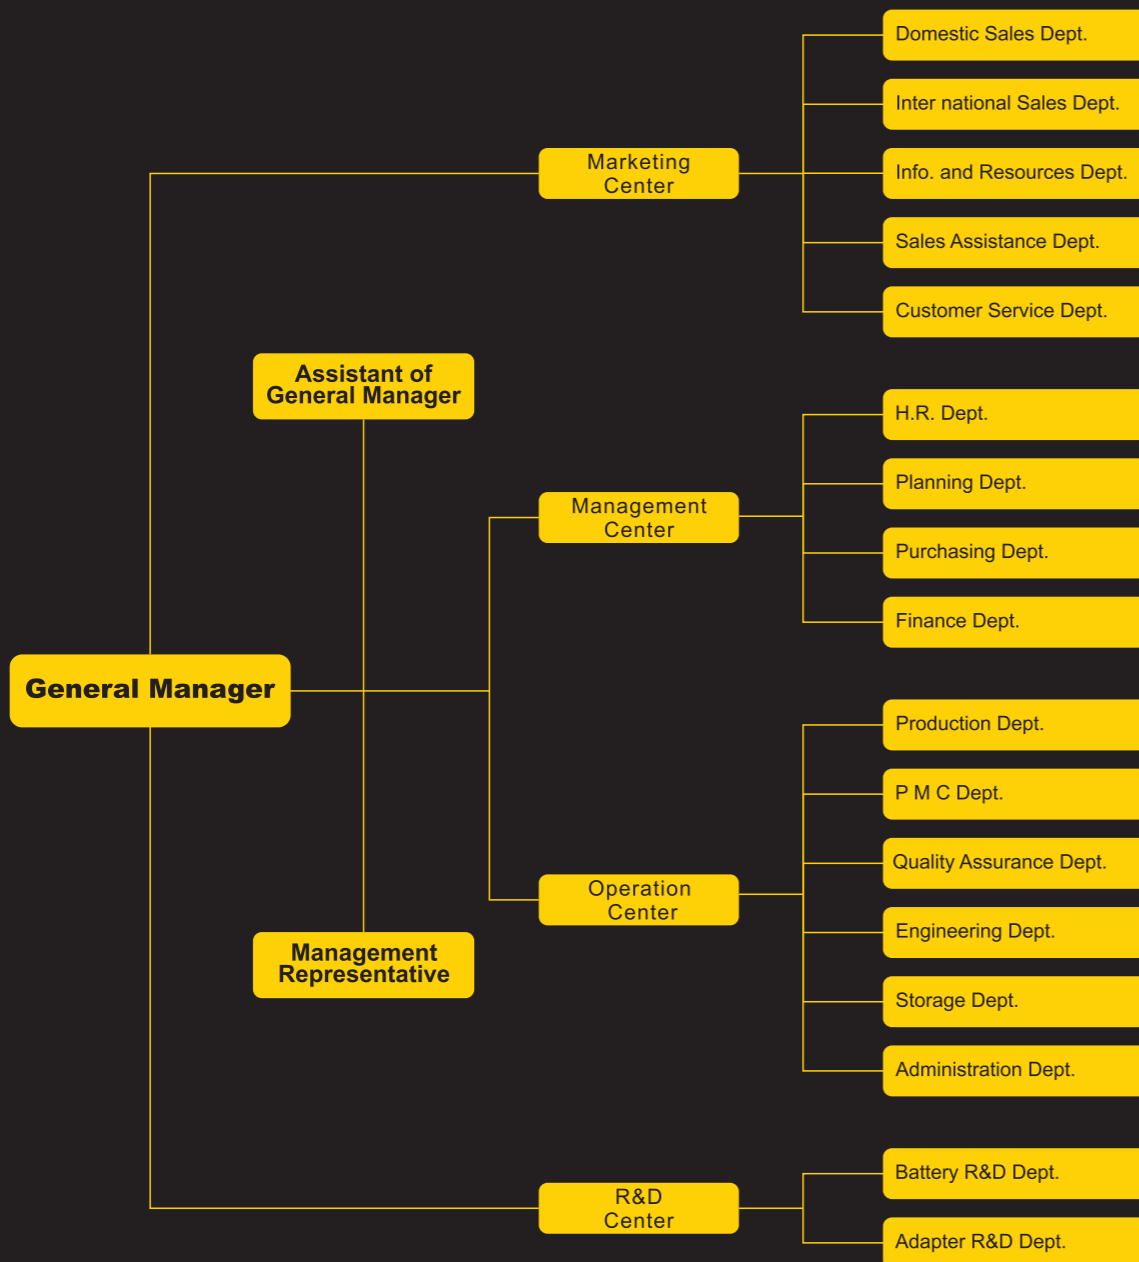 Domestic Sales Dept.
Inter national Sales Dept.
Marketing
Center
Info. and Resources Dept.
Sales Assistance Dept.
Customer Service Dept.
Assistant of
General Manager
H.R. Dept.
Planning Dept.
Management
Center
Purchasing Dept.
Finance Dept.
General Manager
Production Dept.
P M C Dept.
Quality Assurance Dept.
Operation
Center
Engineering Dept.
Management
Representative
Storage Dept.
Administration Dept.
Battery R&D Dept.
R&D
Center
Adapter R&D Dept.